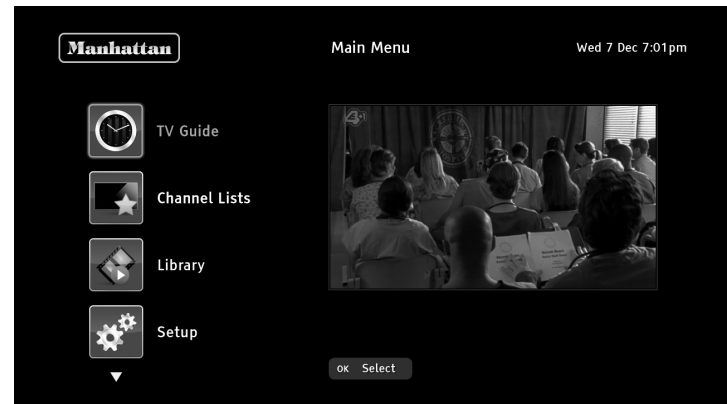 Manhattan
Main Menu
Wed 7 Dec 7:01pm
TV Guide
Channel Lists
Library
Setup
OK Select